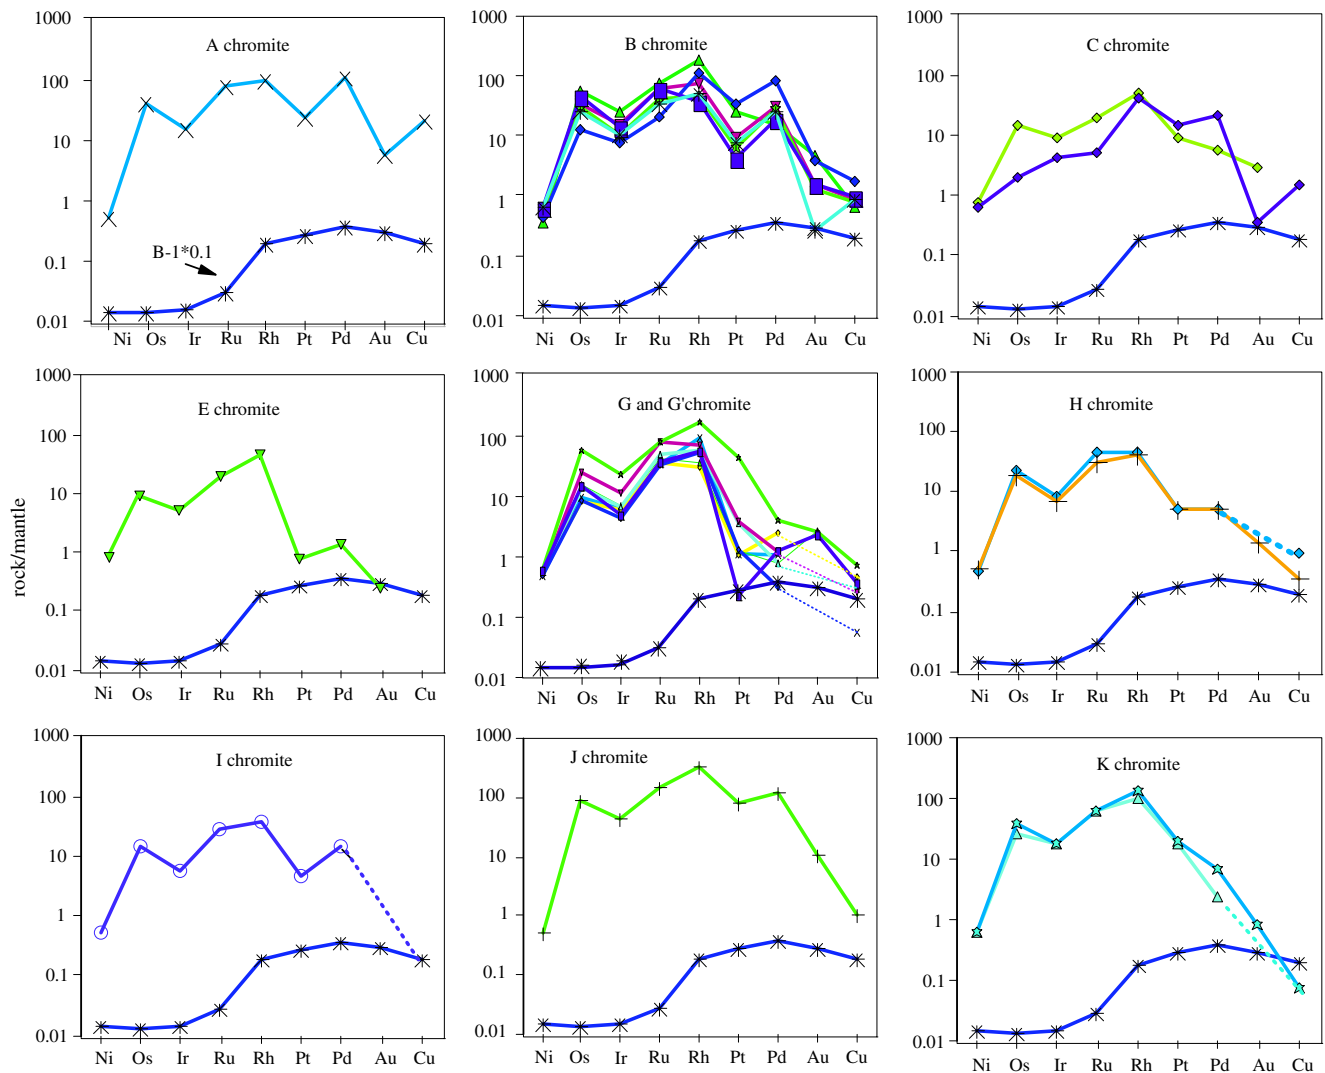 1000
100
10
1
0.1
0.01
A chromite
B-1*0.1
Ni Os Ir Ru Rh Pt Pd Au Cu
1000
100
10
1
0.1
0.01
B chromite
Ni Os Ir Ru Rh Pt Pd Au Cu
1000
100
10
1
0.1
0.01
C chromite
Ni Os Ir Ru Rh Pt Pd Au Cu
rock/mantle
1000
100
10
1
0.1
0.01
E chromite
Ni Os Ir Ru Rh Pt Pd Au Cu
1000
100
10
1
0.1
0.01
G and G'chromite
Ni Os Ir Ru Rh Pt Pd Au Cu
1000
100
10
1
0.1
0.01
H chromite
Ni Os Ir Ru Rh Pt Pd Au Cu
1000
100
10
1
0.1
0.01
I chromite
Ni Os Ir Ru Rh Pt Pd Au Cu
1000
100
10
1
0.1
0.01
J chromite
Ni Os Ir Ru Rh Pt Pd Au Cu
1000
100
10
1
0.1
0.01
K chromite
Ni Os Ir Ru Rh Pt Pd Au Cu